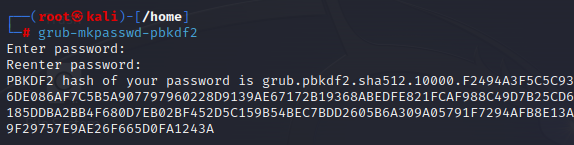 ┌──(root㉿kali)-[/home]
└─# grub-mkpasswd-pbkdf2
Enter password:
Reenter password:
PBKDF2 hash of your password is grub.pbkdf2.sha512.10000.F2494A3F5C5C93
6DE086AF7C5B5A907797960228D9139AE67172B19368ABEDFE821FCAF988C49D7B25CD6
185DDBA2BB4F680D7EB02BF452D5C159B54BEC7BDD2605B6A309A05791F7294AFB8E13A
9F29757E9AE26F665D0FA1243A